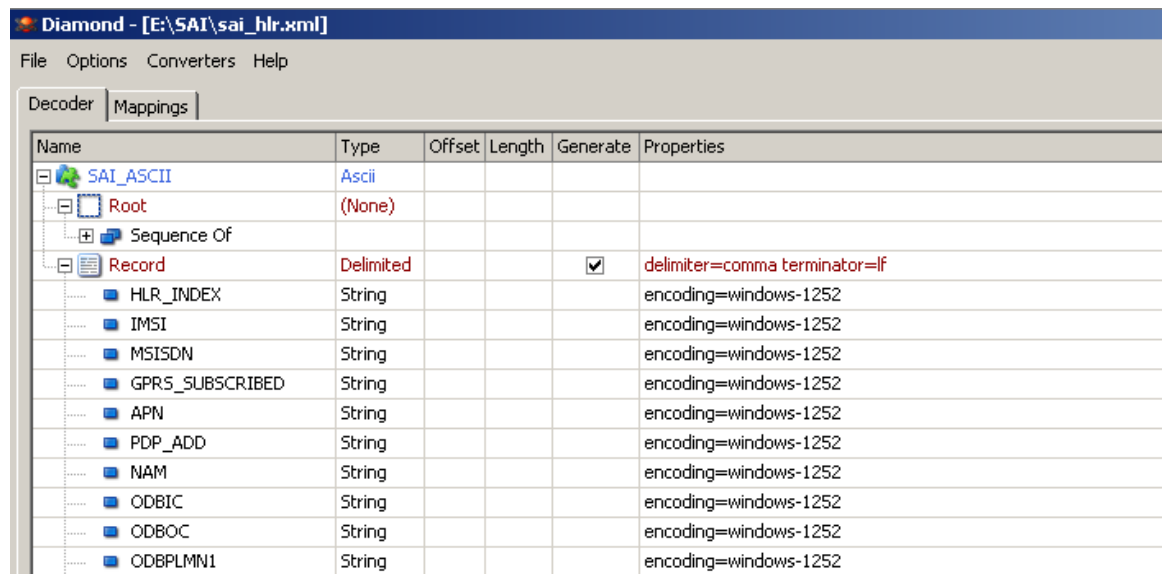 Diamond - [E:\SAI\sai_hlr.xml]
File Options Converters Help
Decoder Mappings
Name Type Offset Length Generate Properties
SAI_ASCII Ascii
Root (None)
Sequence Of
Record Delimited delimiter=comma terminator=lf
HLR_INDEX String encoding=windows-1252
IMSI String encoding=windows-1252
MSISDN String encoding=windows-1252
GPRS_SUBSCRIBED String encoding=windows-1252
APN String encoding=windows-1252
PDP_ADD String encoding=windows-1252
NAM String encoding=windows-1252
ODBIC String encoding=windows-1252
ODBOC String encoding=windows-1252
ODBPLMN1 String encoding=windows-1252